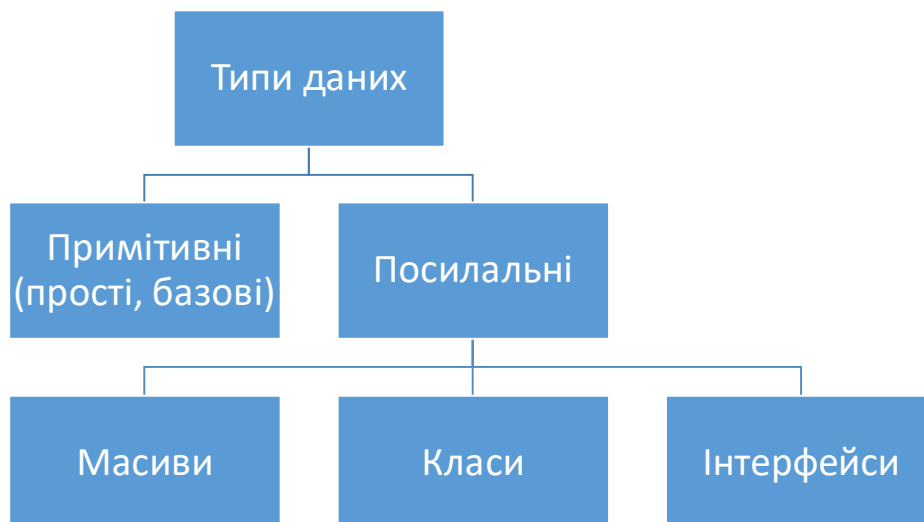 Типи даних
Примітивні
(прості, базові)
Посилальні
Масиви
Класи
Інтерфейси